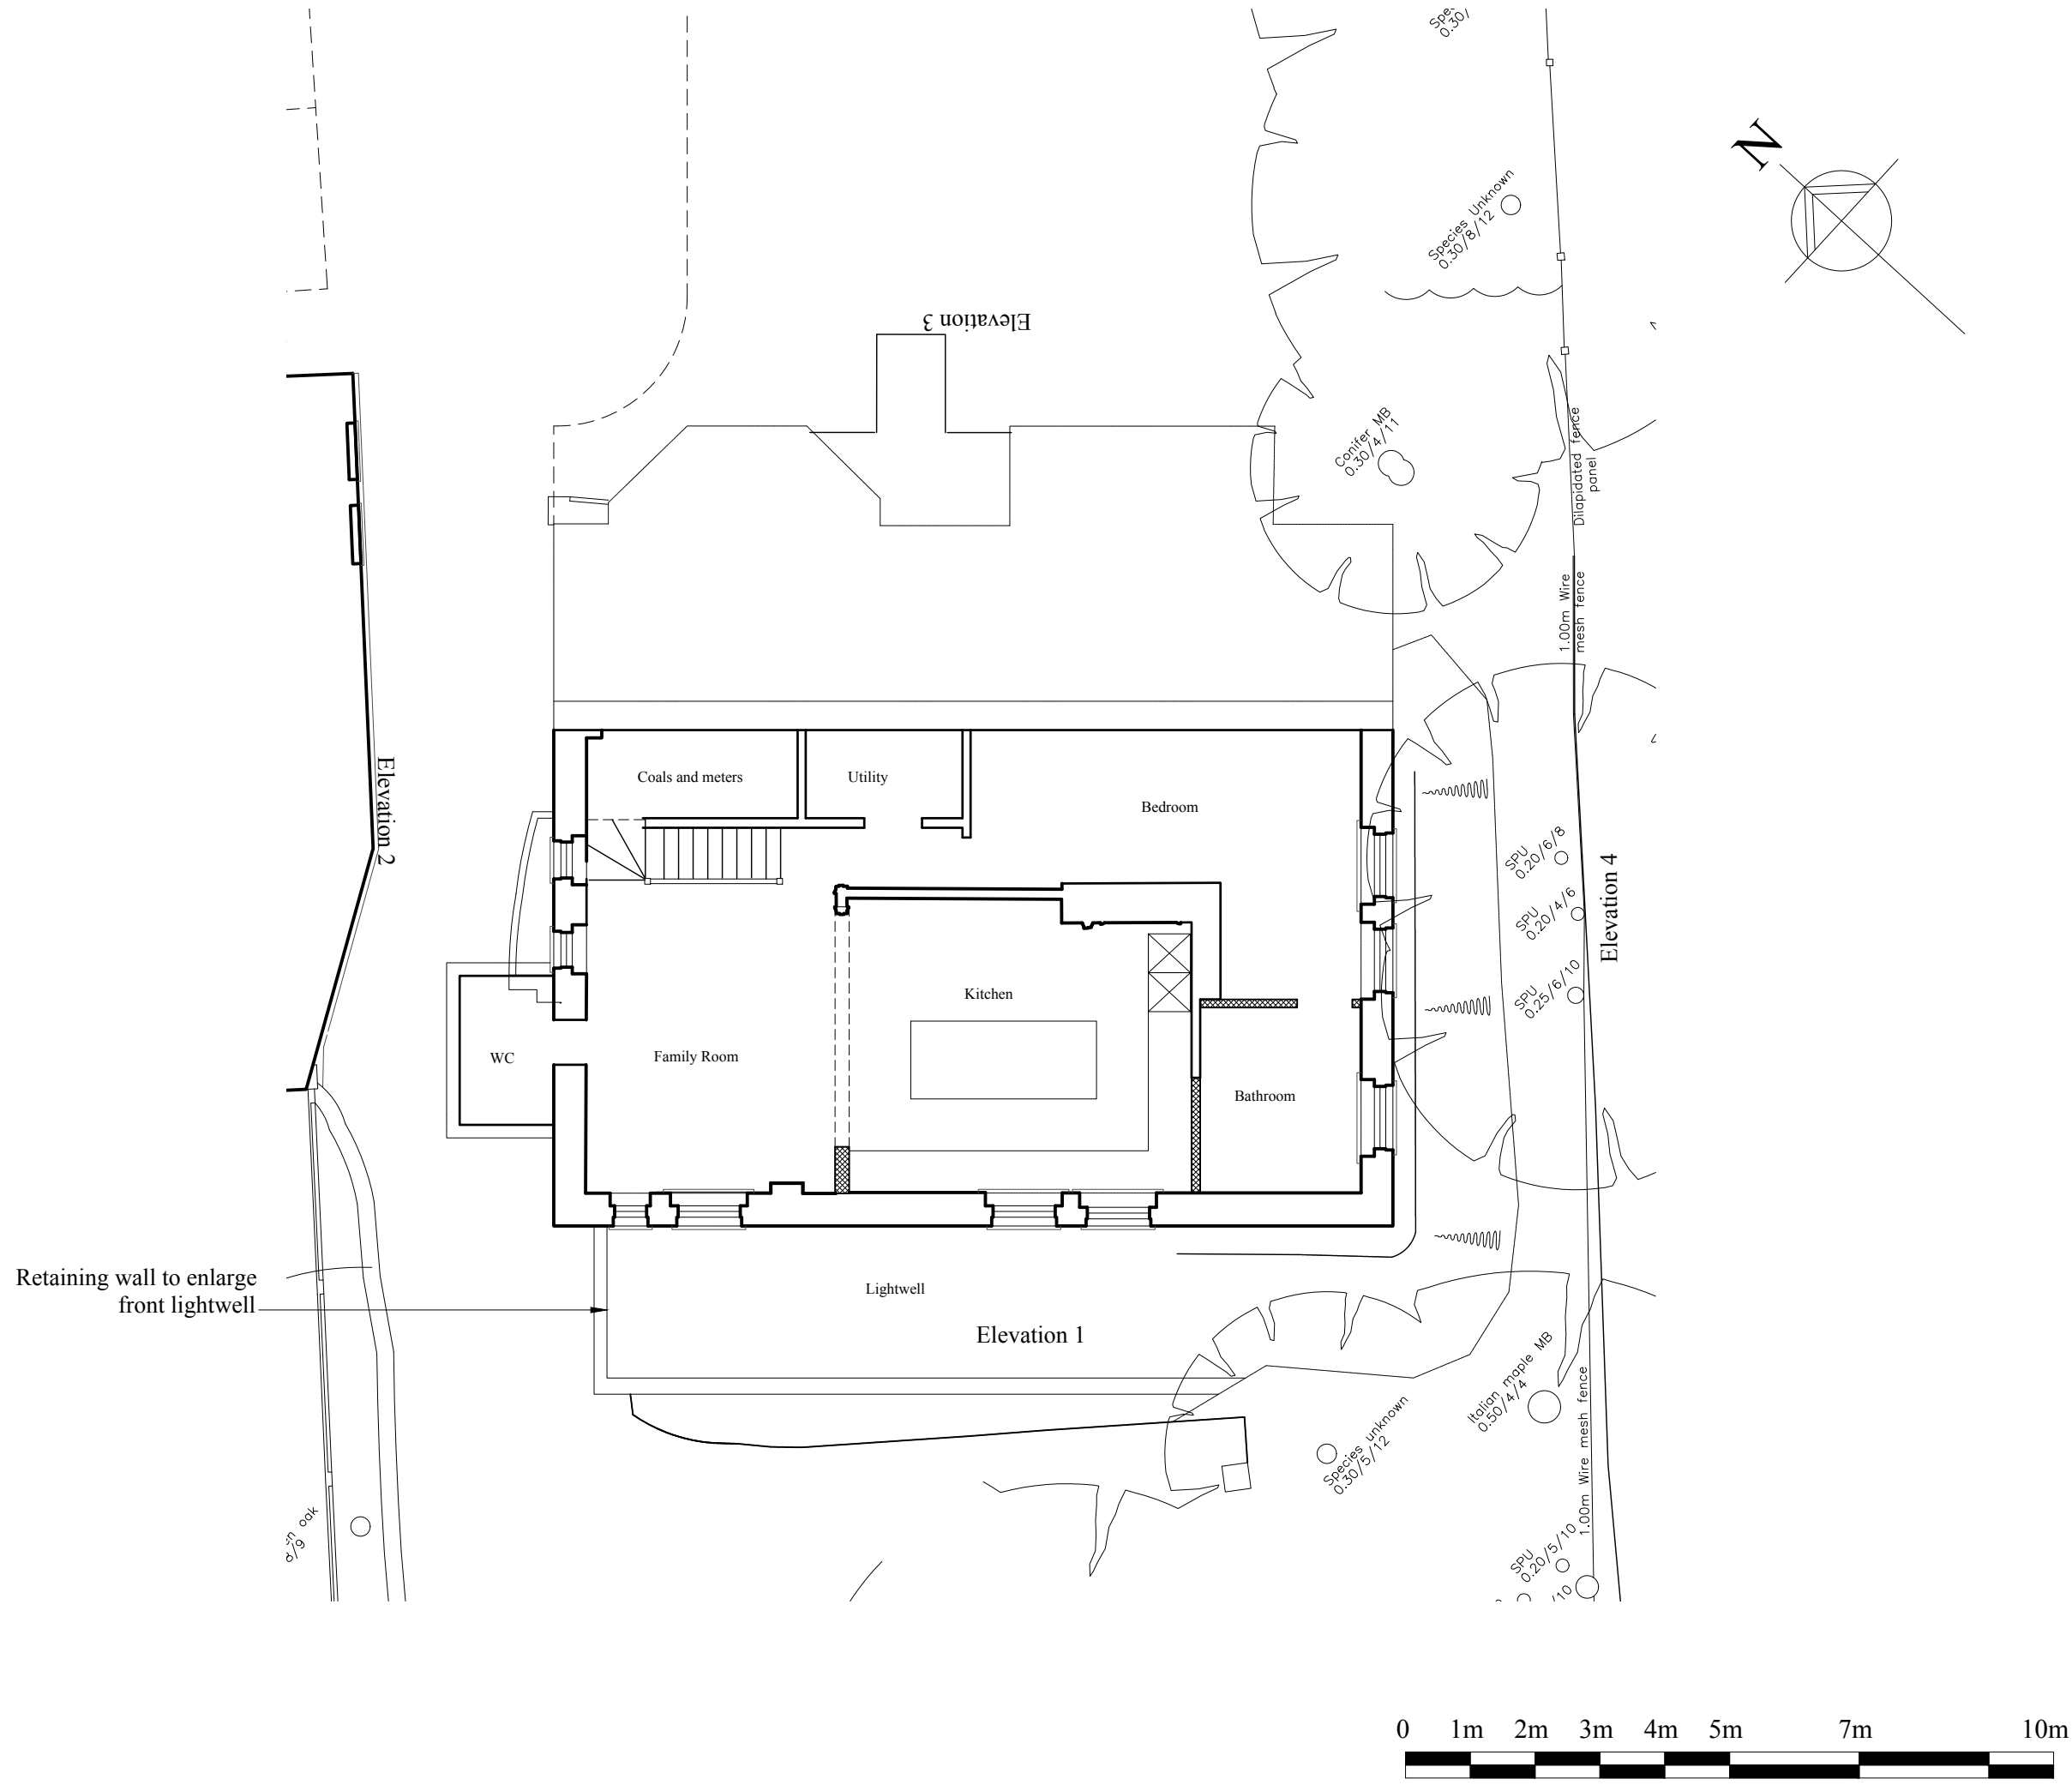 N
Species Unknown
0.30/8/12
Elevation 3
Conifer MB
0.30/4/11
Dilapidated fence
panel
1.00m Wire
mesh fence
Elevation 2
Coals and meters
Utility
Bedroom
SPU
0.20/6/8
SPU
0.20/4/6
Elevation 4
SPU
0.25/6/10
Kitchen
WC
Family Room
Bathroom
Retaining wall to enlarge
front lightwell
Lightwell
Elevation 1
Italian maple MB
0.50/4/4
Species unknown
0.30/5/12
1.00m Wire mesh fence
oak
SPU
0.20/5/10
0 1m 2m 3m 4m 5m 7m 10m